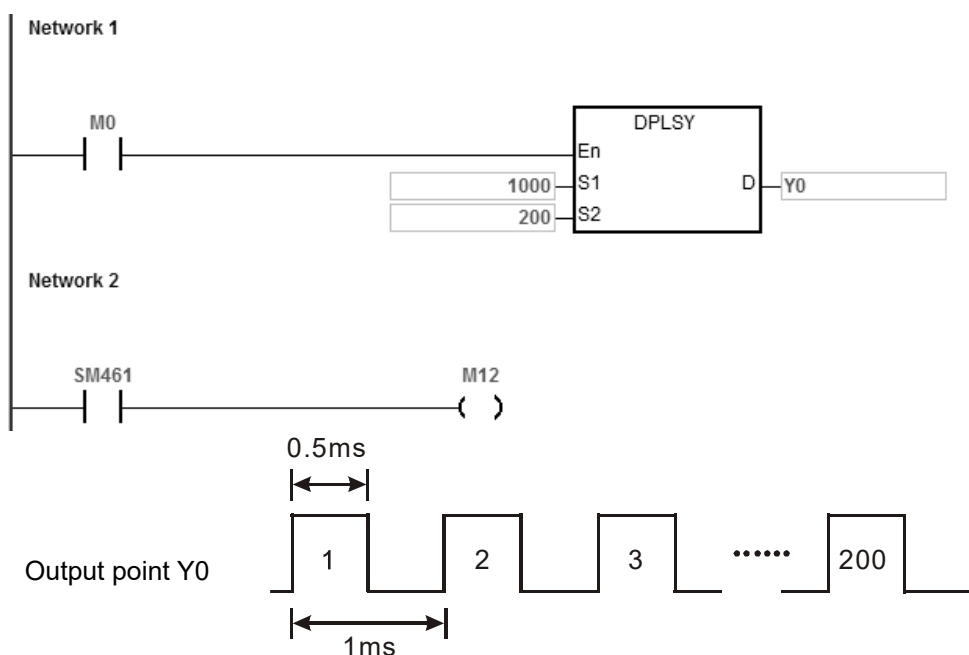 Network 1
M0
DPLSY
En
1000 S1 D Y0
200 S2
Network 2
SM461 M12
0.5ms
Output point Y0 1 2 3 ...... 200
1ms